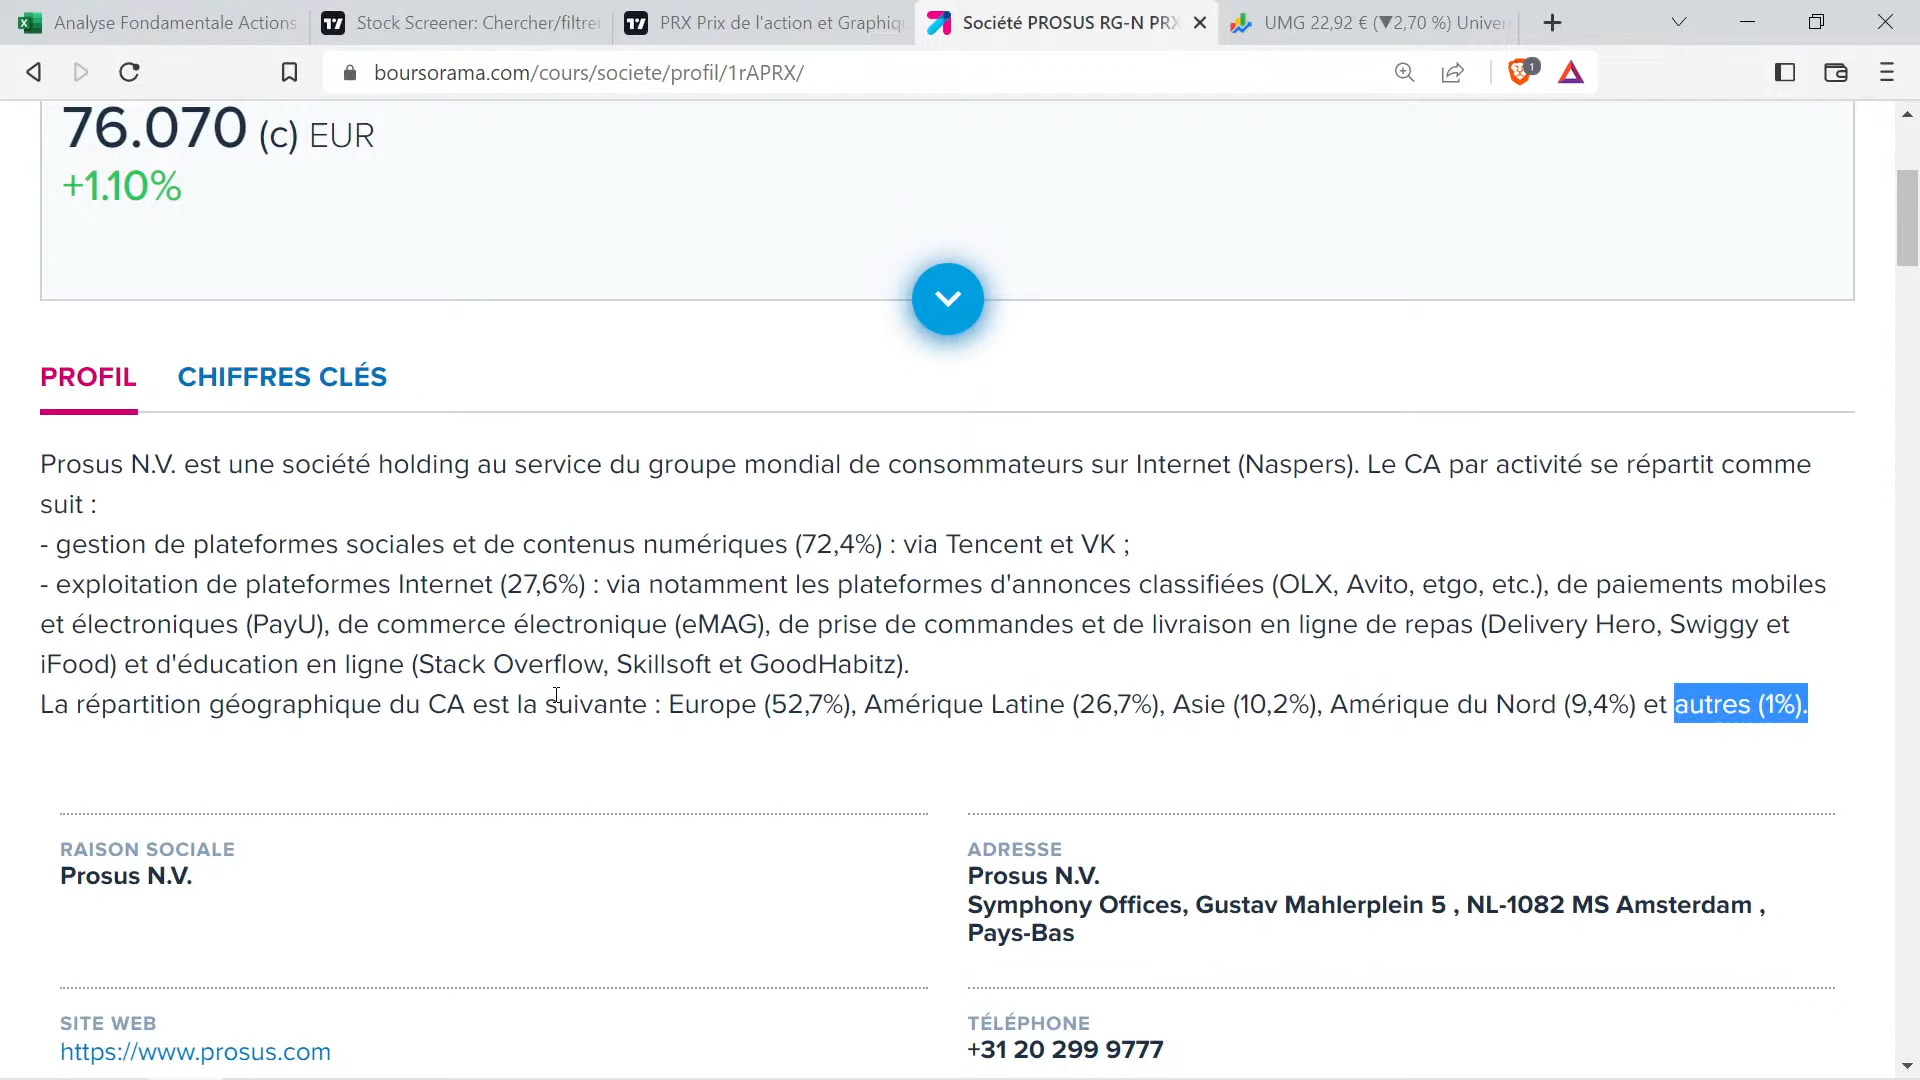 Analyse Fondamentale Actions
Stock Screener: Chercher/filtrer
PRX Prix de l'action et Graphiqu
Société PROSUS RG-N PRX
UMG 22,92 € (▼2,70 %) Univer
boursorama.com/cours/societe/profil/1rAPRX/
1
76.070 (c) EUR
+1.10%
PROFIL
CHIFFRES CLÉS
Prosus N.V. est une société holding au service du groupe mondial de consommateurs sur Internet (Naspers). Le CA par activité se répartit comme
suit :
- gestion de plateformes sociales et de contenus numériques (72,4%) : via Tencent et VK ;
- exploitation de plateformes Internet (27,6%) : via notamment les plateformes d'annonces classifiées (OLX, Avito, etgo, etc.), de paiements mobiles
et électroniques (PayU), de commerce électronique (eMAG), de prise de commandes et de livraison en ligne de repas (Delivery Hero, Swiggy et
iFood) et d'éducation en ligne (Stack Overflow, Skillsoft et GoodHabitz).
La répartition géographique du CA est la suivante : Europe (52,7%), Amérique Latine (26,7%), Asie (10,2%), Amérique du Nord (9,4%) et autres (1%).
RAISON SOCIALE
Prosus N.V.
ADRESSE
Prosus N.V.
Symphony Offices, Gustav Mahlerplein 5 , NL-1082 MS Amsterdam ,
Pays-Bas
SITE WEB
https://www.prosus.com
TÉLÉPHONE
+31 20 299 9777